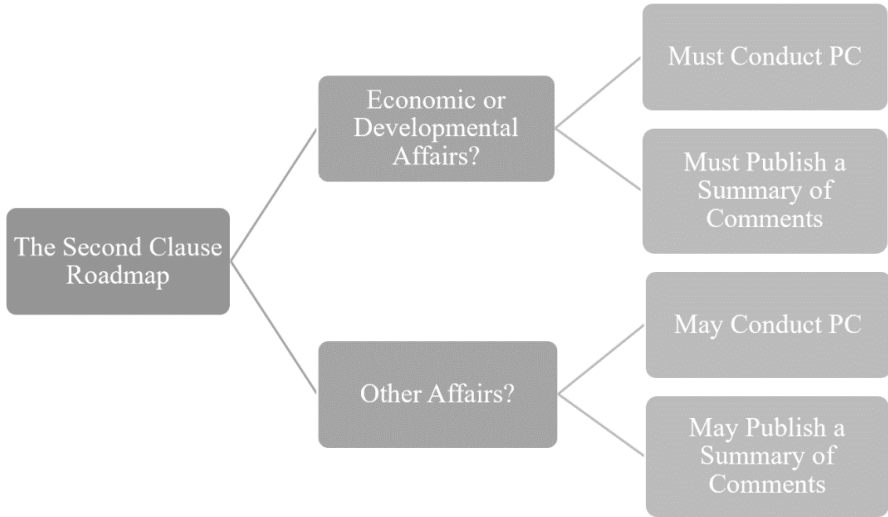 The Second Clause
Roadmap
Economic or
Developmental
Affairs?
Must Conduct PC
Must Publish a
Summary of
Comments
Other Affairs?
May Conduct PC
May Publish a
Summary of
Comments